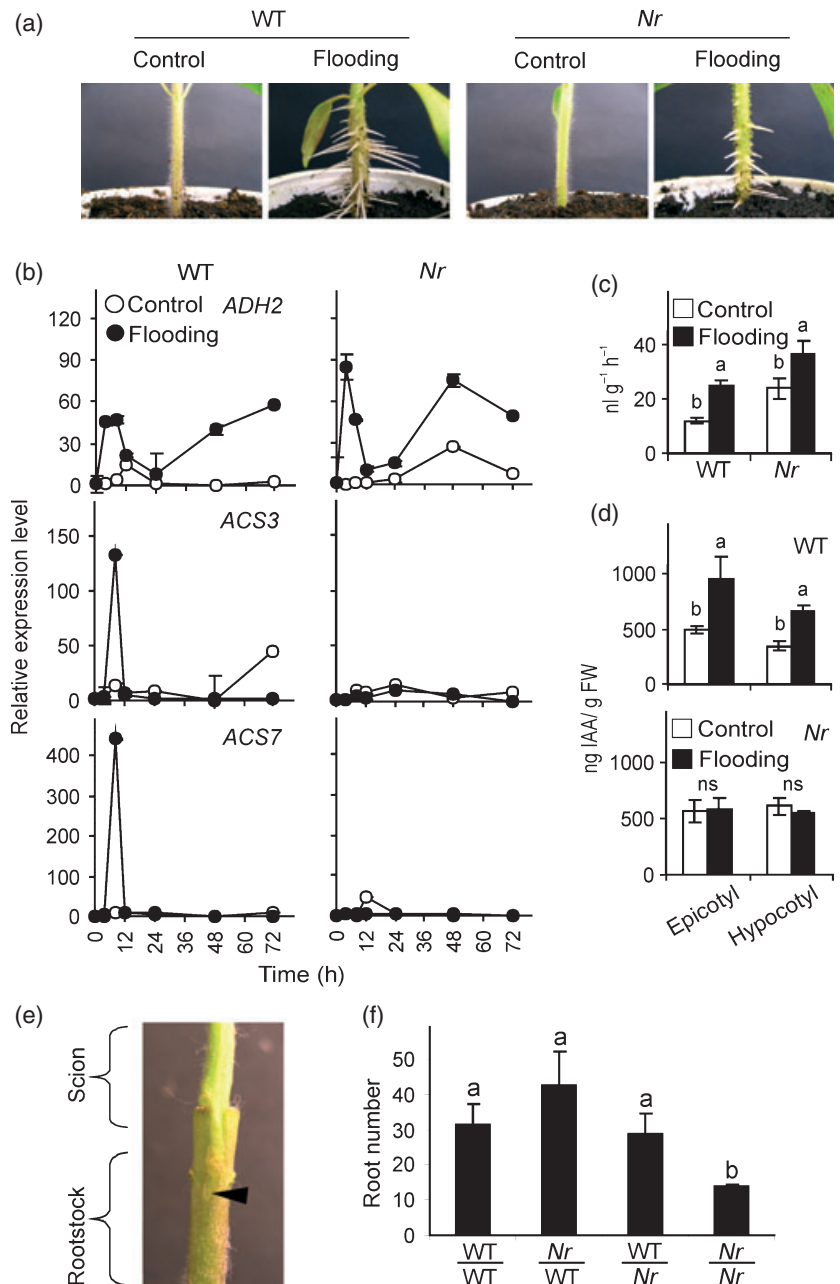 (a)
WT
Nr
Control
Flooding
Control
Flooding
(b)
WT
Nr
Control
ADH2
Flooding
120
90
60
30
0
ACS3
150
100
50
0
ACS7
400
300
200
100
0
Relative expression level
0 12 24 36 48 60 72
0 12 24 36 48 60 72
Time (h)
(c)
Control
Flooding
40
20
0
nl g⁻¹ h⁻¹
b a b a
WT Nr
(d)
WT
1000
500
0
b a b a
ng IAA/ g FW
Control
Flooding
Nr
1000
500
0
ns ns
Epicotyl Hypocotyl
(e)
Scion
Rootstock
(f)
Root number
50
40
30
20
10
0
a a a b
WT Nr WT Nr
WT WT Nr Nr